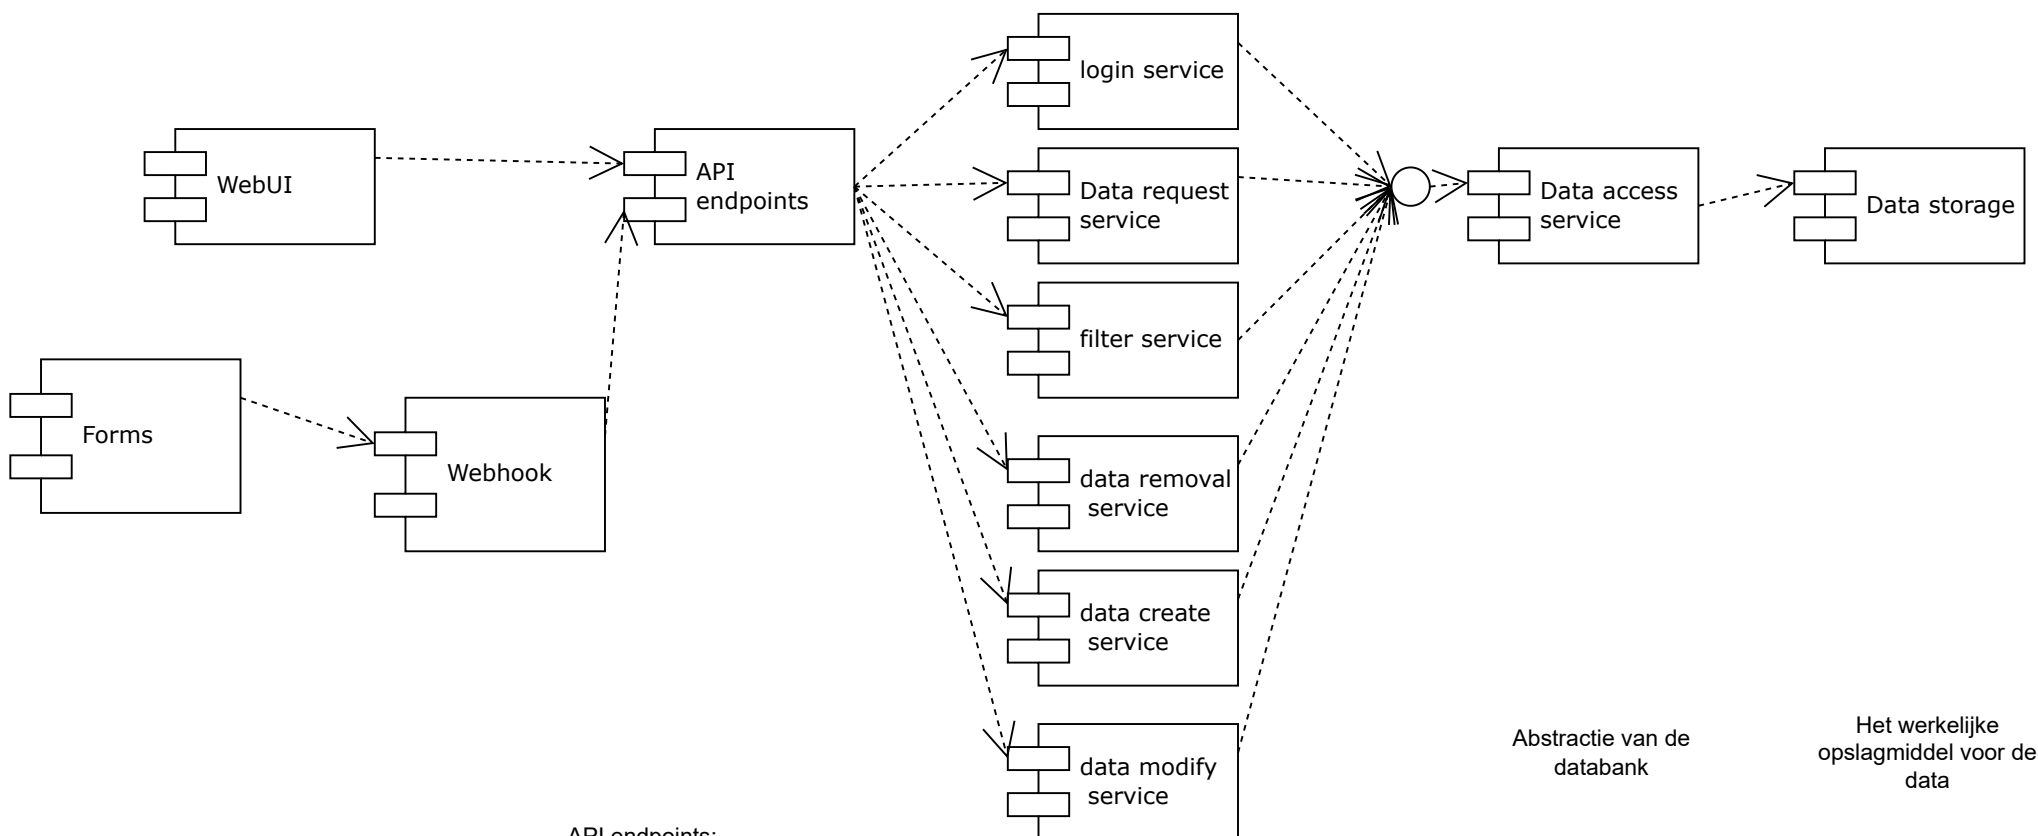 login service
WebUI
API
endpoints
Data request
service
Data access
service
Data storage
filter service
Forms
Webhook
data removal
service
data create
service
data modify
service
Abstractie van de
databank
Het werkelijke
opslagmiddel voor de
data
API endpoints: